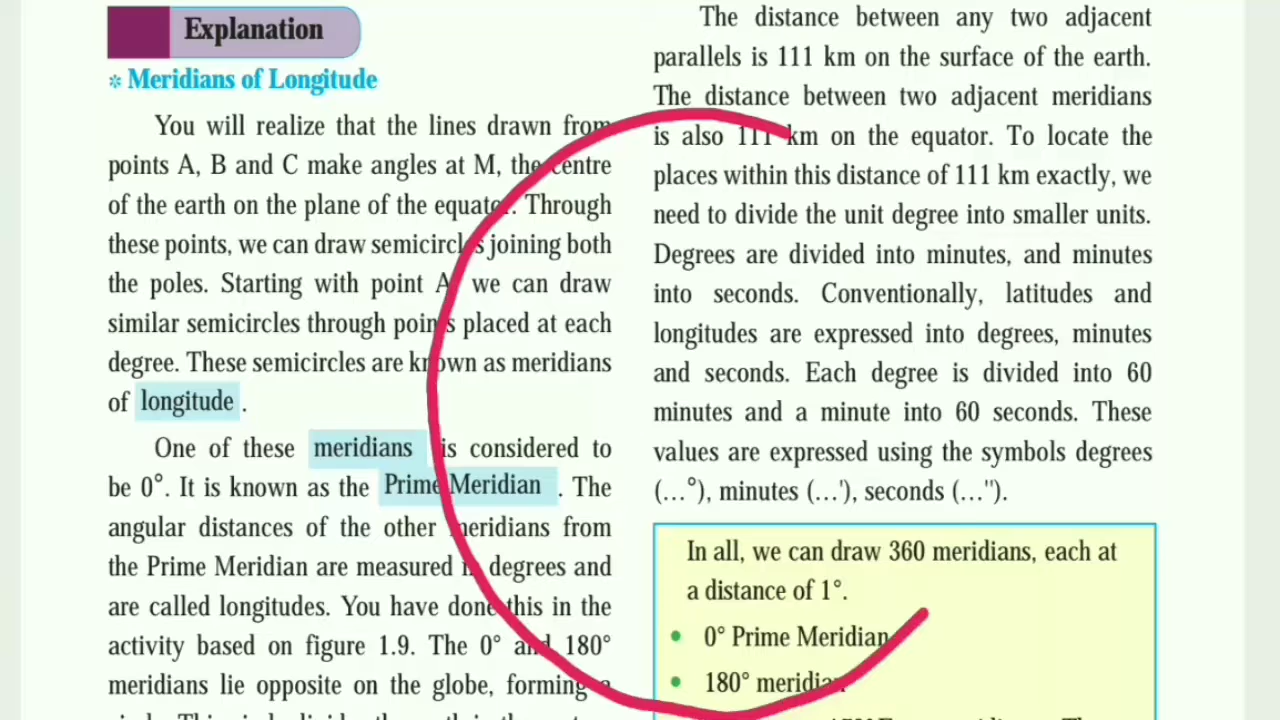 Explanation
* Meridians of Longitude
You will realize that the lines drawn from
points A, B and C make angles at M, the centre
of the earth on the plane of the equator. Through
these points, we can draw semicircles joining both
the poles. Starting with point A, we can draw
similar semicircles through points placed at each
degree. These semicircles are known as meridians
of longitude.
One of these meridians is considered to
be 0°. It is known as the Prime Meridian. The
angular distances of the other meridians from
the Prime Meridian are measured in degrees and
are called longitudes. You have done this in the
activity based on figure 1.9. The 0° and 180°
meridians lie opposite on the globe, forming a
The distance between any two adjacent
parallels is 111 km on the surface of the earth.
The distance between two adjacent meridians
is also 111 km on the equator. To locate the
places within this distance of 111 km exactly, we
need to divide the unit degree into smaller units.
Degrees are divided into minutes, and minutes
into seconds. Conventionally, latitudes and
longitudes are expressed into degrees, minutes
and seconds. Each degree is divided into 60
minutes and a minute into 60 seconds. These
values are expressed using the symbols degrees
(...°), minutes (...'), seconds (...").
In all, we can draw 360 meridians, each at
a distance of 1°.
• 0° Prime Meridian
• 180° meridian